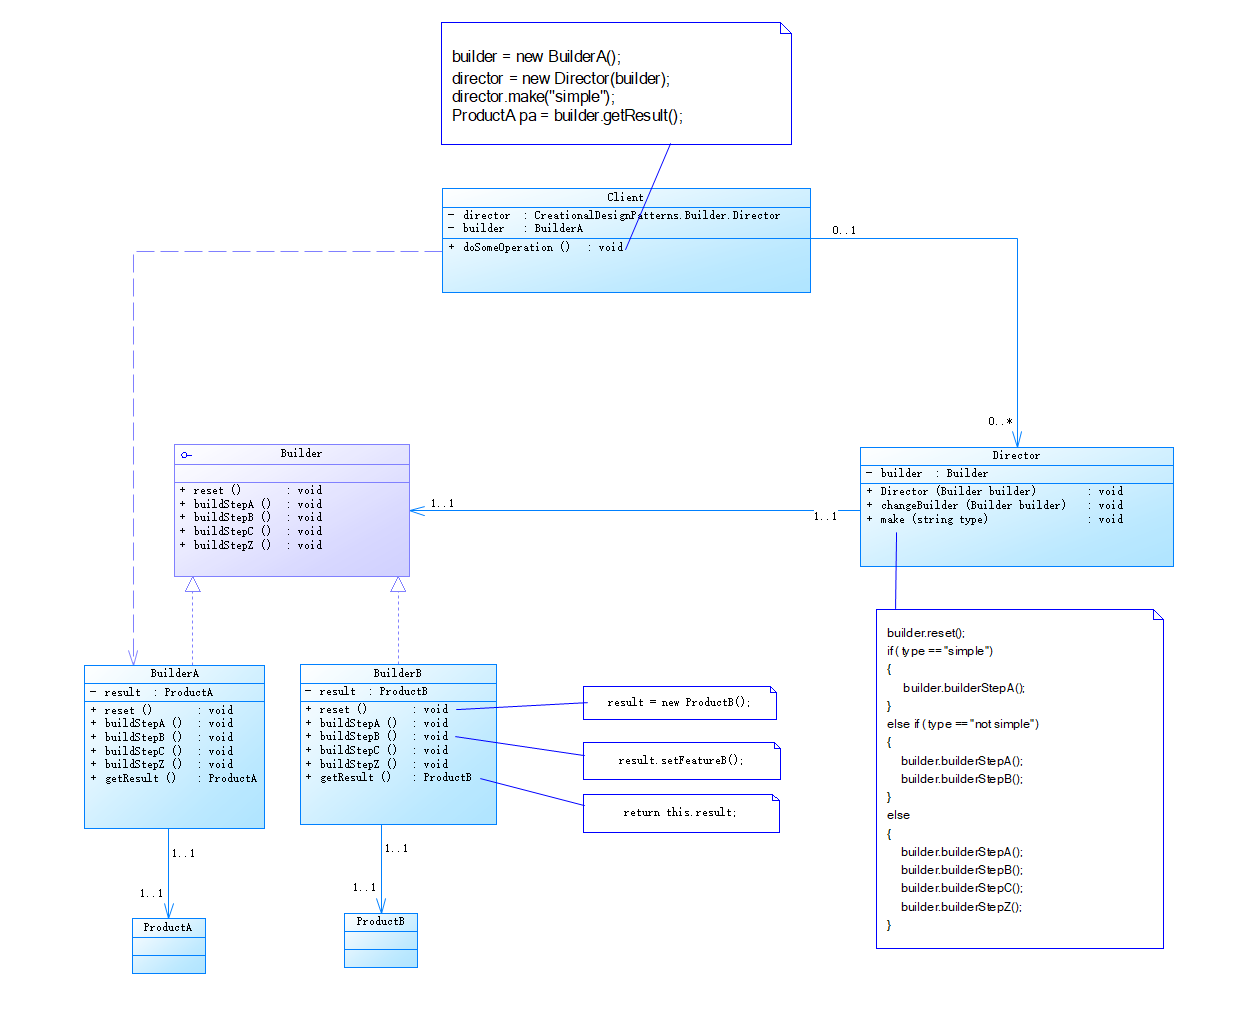 builder = new BuilderA();
director = new Director(builder);
director.make("simple");
ProductA pa = builder.getResult();
Client
- director : CreationalDesignPatterns.Builder.Director
- builder : BuilderA
+ doSomeOperation () : void
0..1
0..*
Builder
+ reset () : void
+ buildStepA () : void
+ buildStepB () : void
+ buildStepC () : void
+ buildStepZ () : void
1..1
1..1
Director
- builder : Builder
+ Director (Builder builder) : void
+ changeBuilder (Builder builder) : void
+ make (string type) : void
BuilderA
- result : ProductA
+ reset () : void
+ buildStepA () : void
+ buildStepB () : void
+ buildStepC () : void
+ buildStepZ () : void
+ getResult () : ProductA
BuilderB
- result : ProductB
+ reset () : void
+ buildStepA () : void
+ buildStepB () : void
+ buildStepC () : void
+ buildStepZ () : void
+ getResult () : ProductB
result = new ProductB();
result.setFeatureB();
return this.result;
builder.reset();
if ( type == "simple")
{
builder.builderStepA();
}
else if ( type == "not simple")
{
builder.builderStepA();
builder.builderStepB();
}
else
{
builder.builderStepA();
builder.builderStepB();
builder.builderStepC();
builder.builderStepZ();
}
1..1
1..1
ProductA
1..1
1..1
ProductB